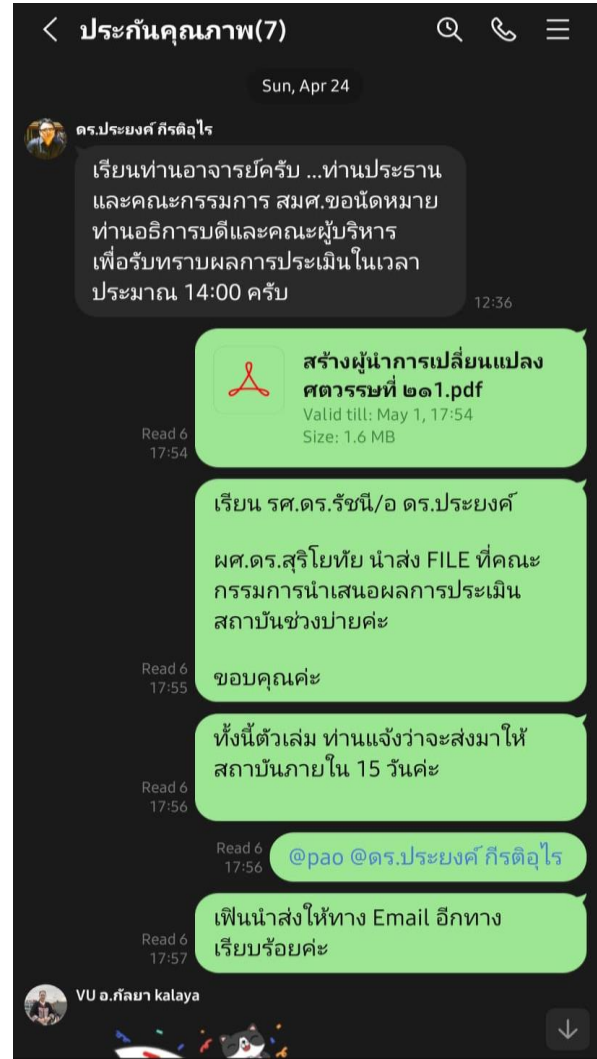 ประกันคุณภาพ(7)
Sun, Apr 24
ดร.ประยงค์ กีรติอุไร
เรียนท่านอาจารย์ครับ ...ท่านประธาน
และคณะกรรมการ สมศ.ขอนัดหมาย
ท่านอธิการบดีและคณะผู้บริหาร
เพื่อรับทราบผลการประเมินในเวลา
ประมาณ 14:00 ครับ
12:36
สร้างผู้นำการเปลี่ยนแปลง
ศตวรรษที่ ๒๑1.pdf
Valid till: May 1, 17:54
Size: 1.6 MB
Read 6
17:54
เรียน รศ.ดร.รัชนี/อ ดร.ประยงค์
ผศ.ดร.สุริโยทัย นำส่ง FILE ที่คณะ
กรรมการนำเสนอผลการประเมิน
สถาบันช่วงบ่ายค่ะ
ขอบคุณค่ะ
Read 6
17:55
ทั้งนี้ตัวเล่ม ท่านแจ้งว่าจะส่งมาให้
สถาบันภายใน 15 วันค่ะ
Read 6
17:56
@pao @ดร.ประยงค์ กีรติอุไร
Read 6
17:56
เฟินนำส่งให้ทาง Email อีกทาง
เรียบร้อยค่ะ
Read 6
17:57
VU อ.กัลยา kalaya